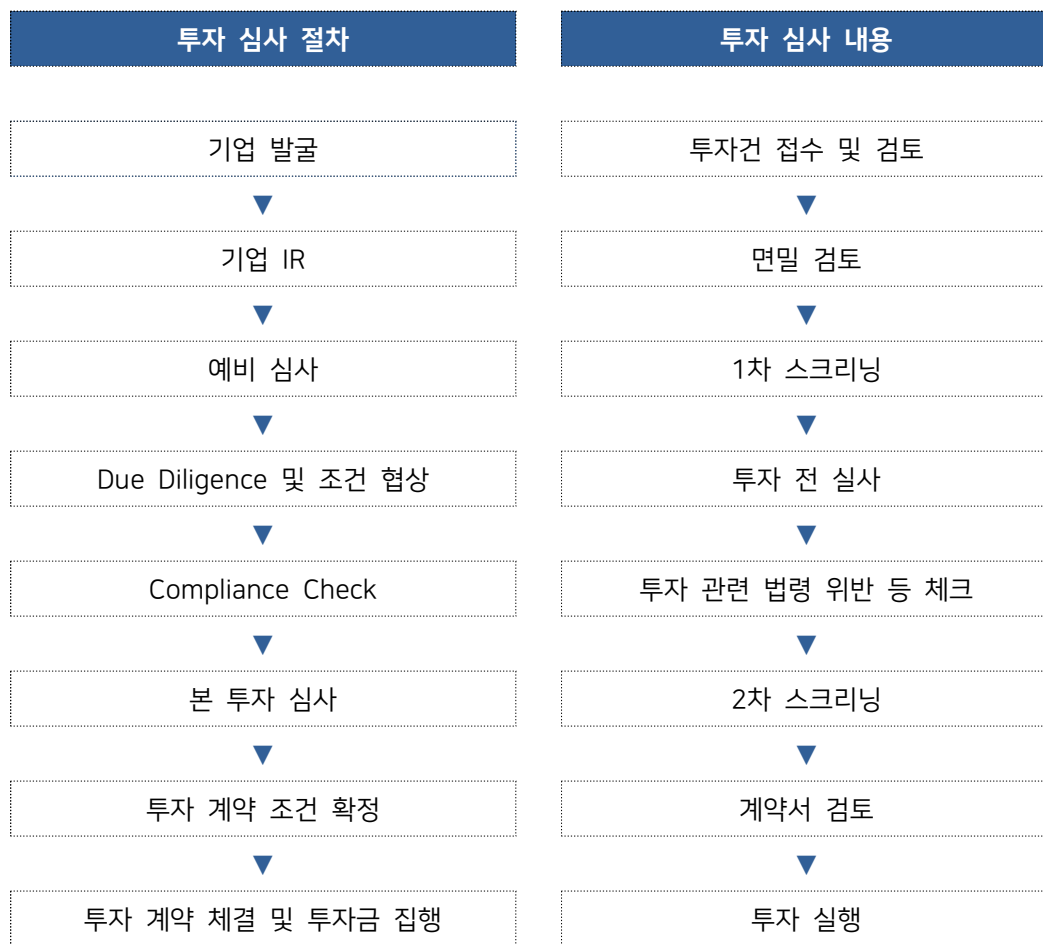 투자 심사 절차
투자 심사 내용
기업 발굴
투자건 접수 및 검토
▼
▼
기업 IR
면밀 검토
▼
▼
예비 심사
1차 스크리닝
▼
▼
Due Diligence 및 조건 협상
투자 전 실사
▼
▼
Compliance Check
투자 관련 법령 위반 등 체크
▼
▼
본 투자 심사
2차 스크리닝
▼
▼
투자 계약 조건 확정
계약서 검토
▼
▼
투자 계약 체결 및 투자금 집행
투자 실행